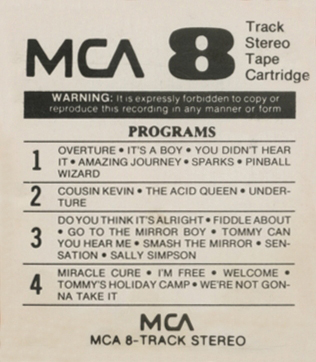 MCA 8 Track
Stereo
Tape
Cartridge
WARNING: It is expressly forbidden to copy or
reproduce this recording in any manner or form
PROGRAMS
1 OVERTURE • IT'S A BOY • YOU DIDN'T HEAR
IT • AMAZING JOURNEY • SPARKS • PINBALL
WIZARD
2 COUSIN KEVIN • THE ACID QUEEN • UNDER-
TURE
3 DO YOU THINK IT'S ALRIGHT • FIDDLE ABOUT
• GO TO THE MIRROR BOY • TOMMY CAN
YOU HEAR ME • SMASH THE MIRROR • SEN-
SATION • SALLY SIMPSON
4 MIRACLE CURE • I'M FREE • WELCOME •
TOMMY'S HOLIDAY CAMP • WE'RE NOT GON-
NA TAKE IT
MCA
MCA 8-TRACK STEREO